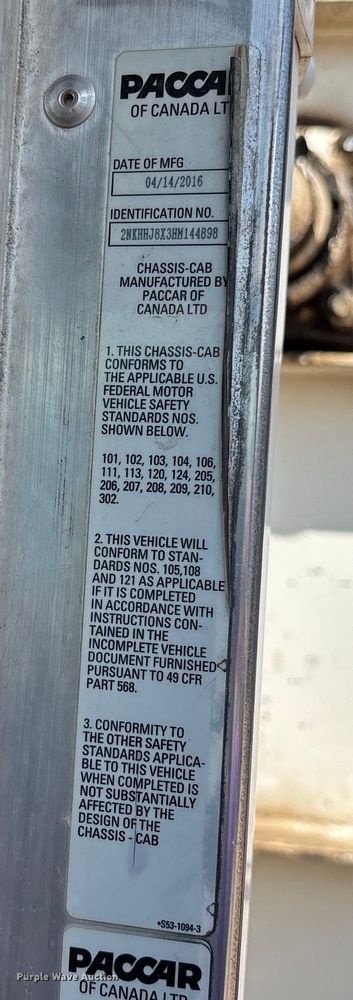 PACCAR
OF CANADA LT
DATE OF MFG
04/14/2016
IDENTIFICATION NO.
2NKHHJ8X3HM144898
CHASSIS-CAB
MANUFACTURED BY
PACCAR OF
CANADA LTD
1. THIS CHASSIS-CAB
CONFORMS TO
THE APPLICABLE U.S.
FEDERAL MOTOR
VEHICLE SAFETY
STANDARDS NOS.
SHOWN BELOW.
101, 102, 103, 104, 106,
111, 113, 120, 124, 205,
206, 207, 208, 209, 210,
302.
2. THIS VEHICLE WILL
CONFORM TO STAN-
DARDS NOS. 105,108
AND 121 AS APPLICABLE
IF IT IS COMPLETED
IN ACCORDANCE WITH
INSTRUCTIONS CON-
TAINED IN THE
INCOMPLETE VEHICLE
DOCUMENT FURNISHED
PURSUANT TO 49 CFR
PART 568.
3. CONFORMITY TO
THE OTHER SAFETY
STANDARDS APPLICA-
BLE TO THIS VEHICLE
WHEN COMPLETED IS
NOT SUBSTANTIALLY
AFFECTED BY THE
DESIGN OF THE
CHASSIS - CAB
*S53-1094-3
PACCAR
OF CANADA LTD
Purple Wave Auction